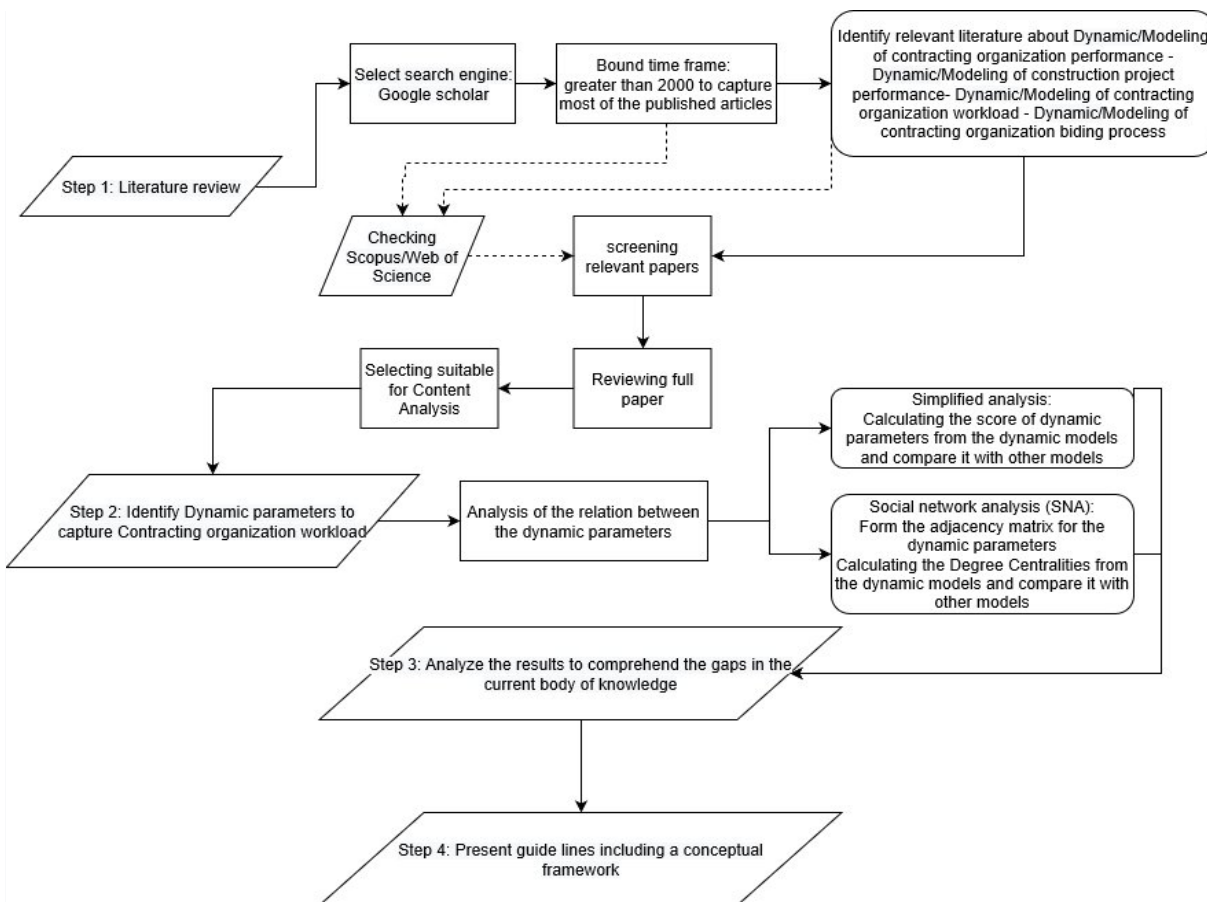 Select search engine:
Google scholar
Bound time frame:
greater than 2000 to capture
most of the published articles
Identify relevant literature about Dynamic/Modeling
of contracting organization performance -
Dynamic/Modeling of construction project
performance- Dynamic/Modeling of contracting
organization workload - Dynamic/Modeling of
contracting organization biding process
Step 1: Literature review
Checking
Scopus/Web of
Science
screening
relevant papers
Reviewing full
paper
Selecting suitable
for Content
Analysis
Step 2: Identify Dynamic parameters to
capture Contracting organization workload
Analysis of the relation between
the dynamic parameters
Simplified analysis:
Calculating the score of dynamic
parameters from the dynamic models
and compare it with other models
Social network analysis (SNA):
Form the adjacency matrix for the
dynamic parameters
Calculating the Degree Centralities from
the dynamic models and compare it with
other models
Step 3: Analyze the results to comprehend the gaps in the
current body of knowledge
Step 4: Present guide lines including a conceptual
framework